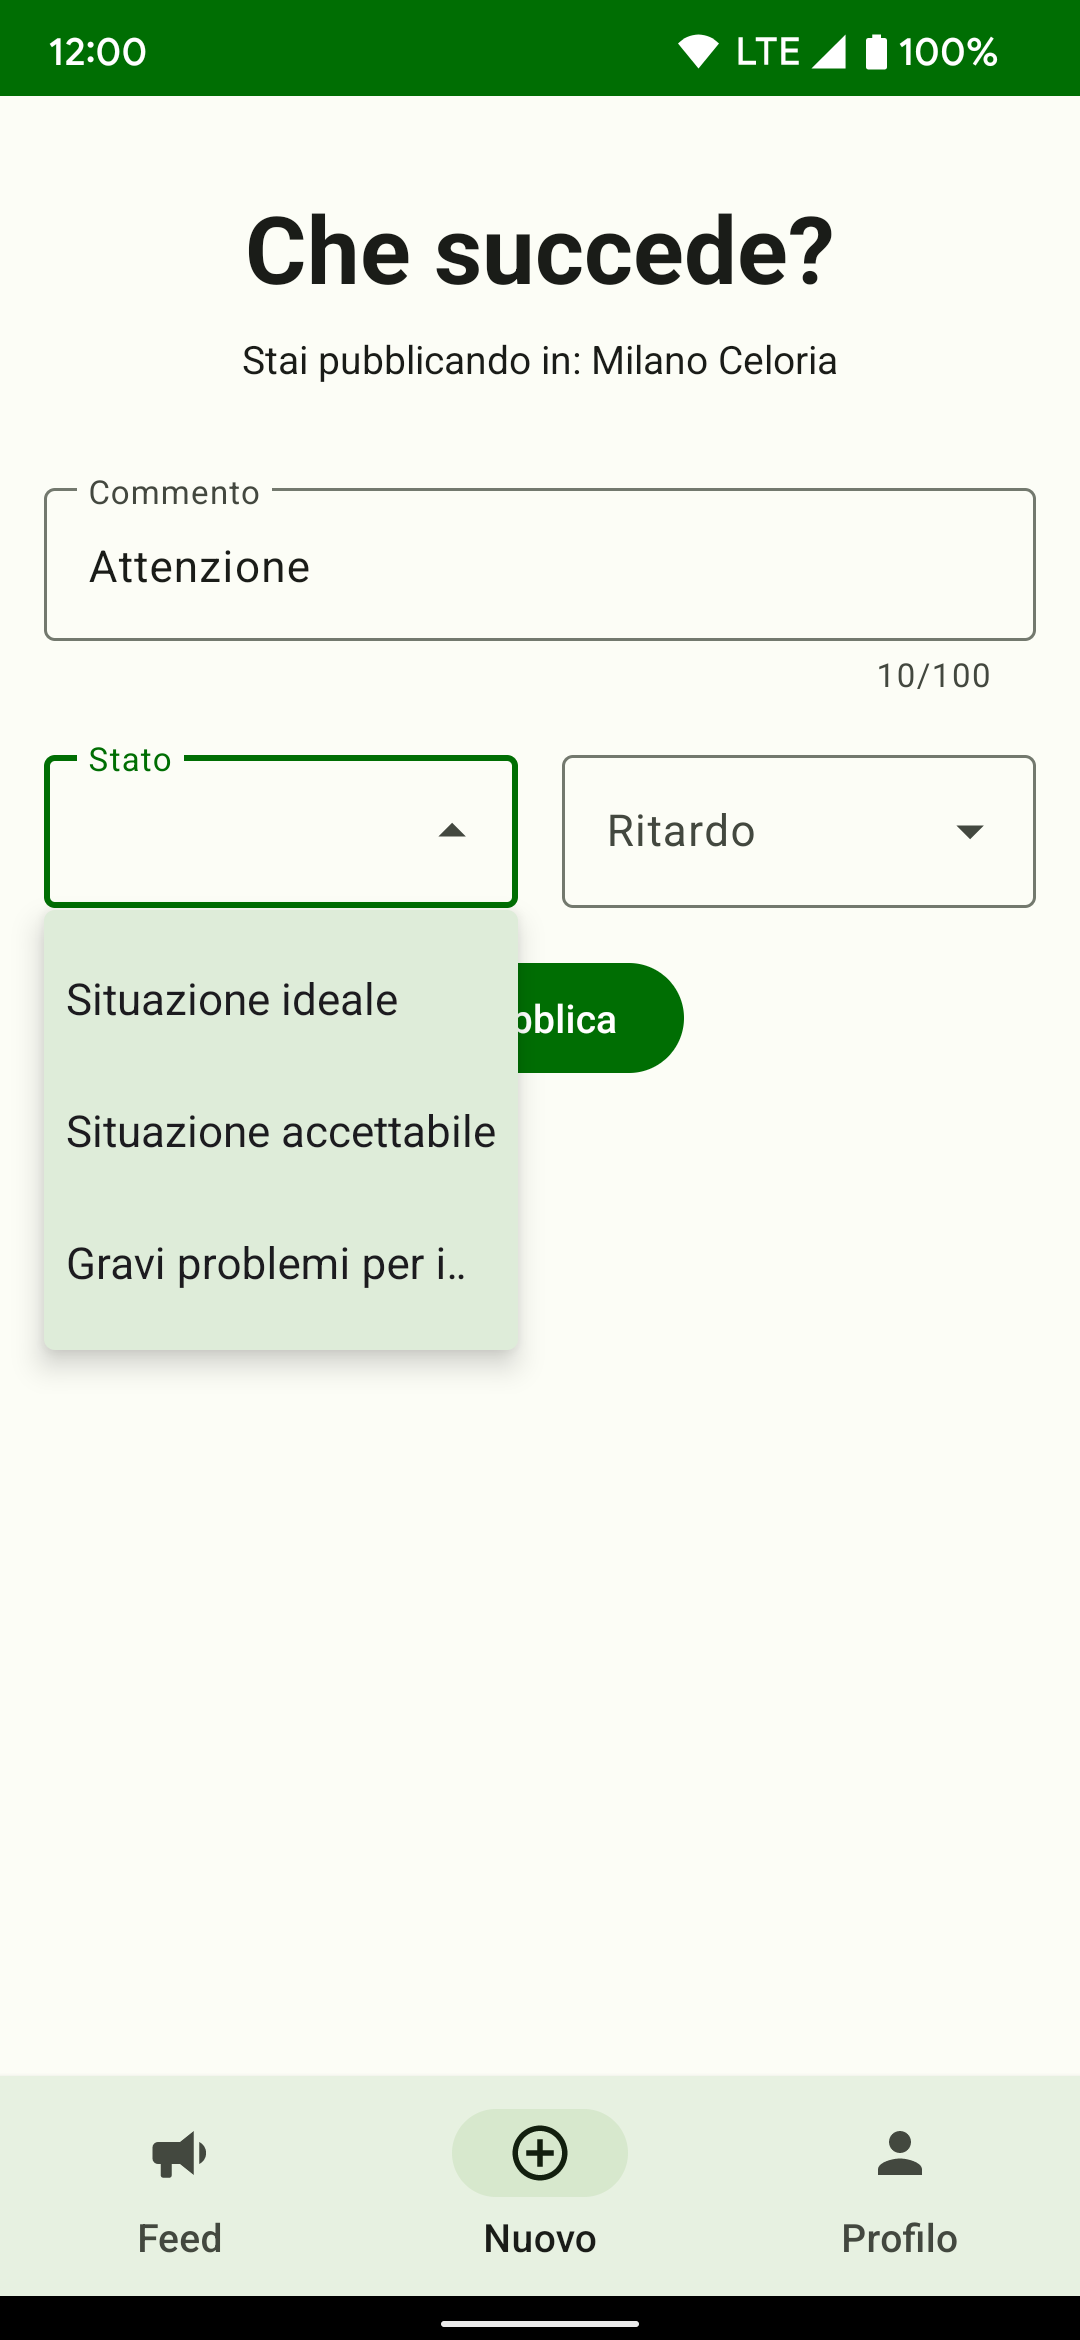 12:00 LTE 100%
Che succede?
Stai pubblicando in: Milano Celoria
Commento
Attenzione
10/100
Stato
Ritardo
Situazione ideale
bblica
Situazione accettabile
Gravi problemi per i..
Feed Nuovo Profilo